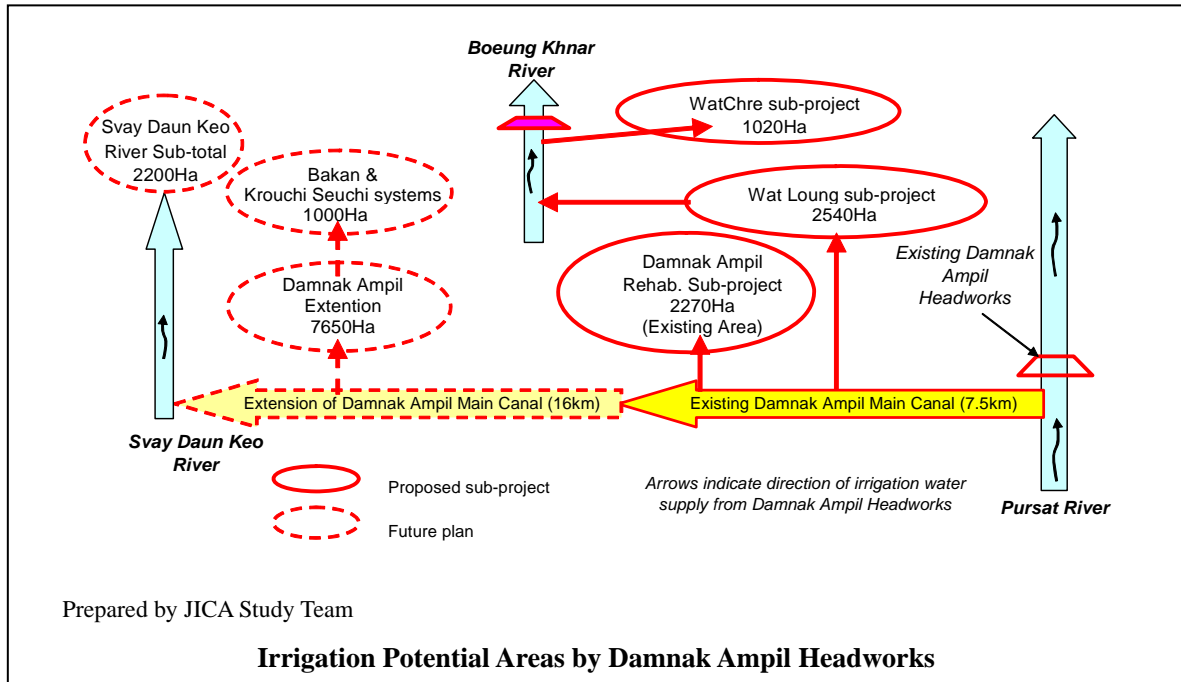 Boeung Khnar
River
WatChre sub-project
1020Ha
Svay Daun Keo
River Sub-total
2200Ha
Bakan &
Krouchi Seuchi systems
1000Ha
Wat Loung sub-project
2540Ha
Damnak Ampil
Extention
7650Ha
Damnak Ampil
Rehab. Sub-project
2270Ha
(Existing Area)
Existing Damnak
Ampil
Headworks
Extension of Damnak Ampil Main Canal (16km)
Existing Damnak Ampil Main Canal (7.5km)
Svay Daun Keo
River
Proposed sub-project
Future plan
Arrows indicate direction of irrigation water
supply from Damnak Ampil Headworks
Pursat River
Prepared by JICA Study Team
Irrigation Potential Areas by Damnak Ampil Headworks